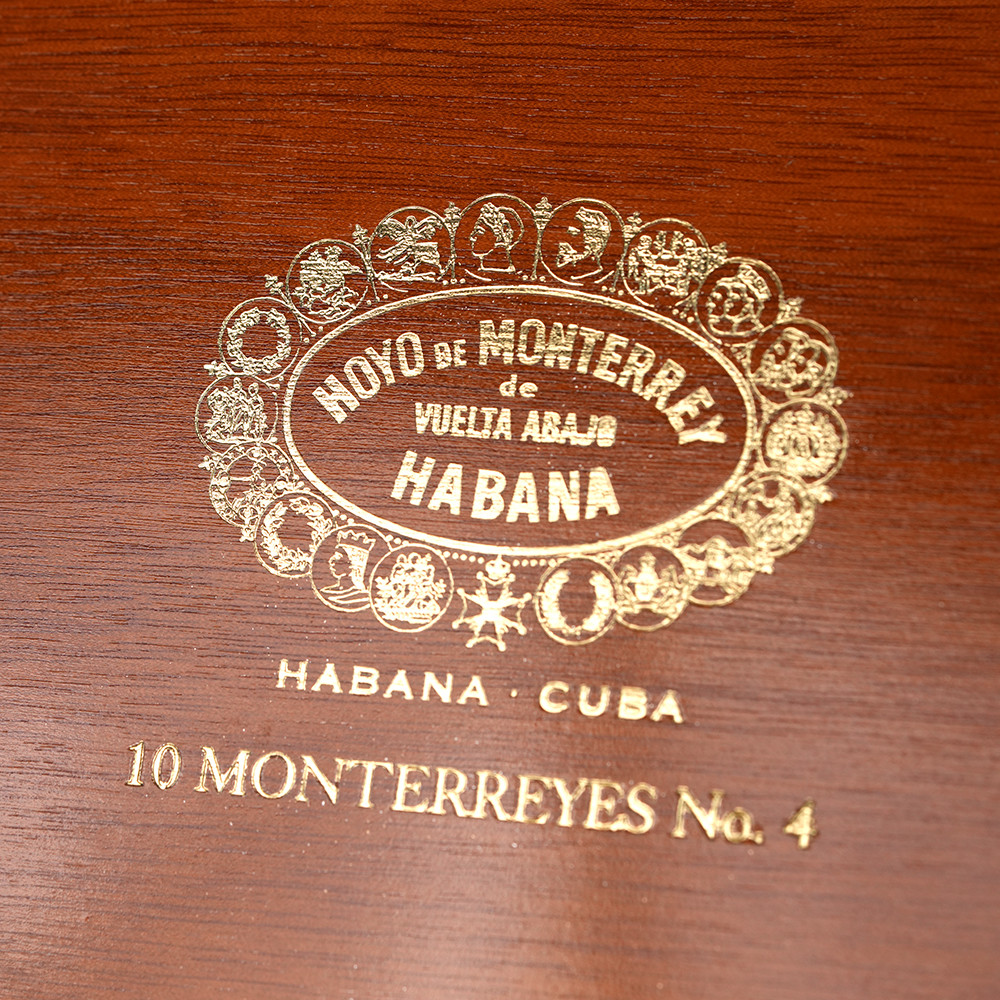 HOYO DE MONTERREY
de
VUELTA ABAJO
HABANA
HABANA · CUBA
10 MONTERREYES No. 4